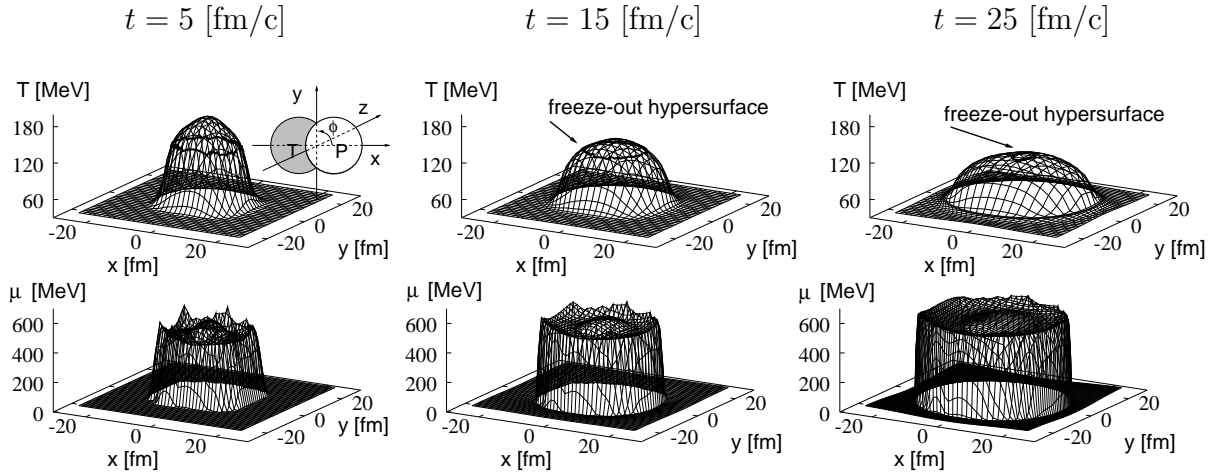 t = 5 [fm/c]
t = 15 [fm/c]
t = 25 [fm/c]
T [MeV]
180
120
60
-20
0
20
x [fm]
-20
0
20
y [fm]
y
z
ϕ
T
P
x
T [MeV]
freeze-out hypersurface
180
120
60
-20
0
20
x [fm]
-20
0
20
y [fm]
T [MeV]
freeze-out hypersurface
180
120
60
-20
0
20
x [fm]
-20
0
20
y [fm]
μ [MeV]
600
400
200
0
-20
0
20
x [fm]
-20
0
20
y [fm]
μ [MeV]
600
400
200
0
-20
0
20
x [fm]
-20
0
20
y [fm]
μ [MeV]
600
400
200
0
-20
0
20
x [fm]
-20
0
20
y [fm]